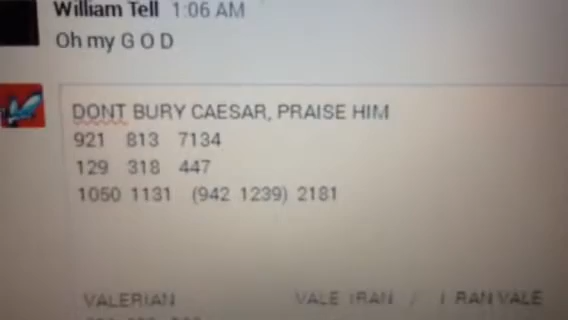 William Tell 1:06 AM
Oh my G O D
DONT BURY CAESAR, PRAISE HIM
921 813 7134
129 318 447
1050 1131 (942 1239) 2181
VALERIAN VALE IRAN / I RAN VALE